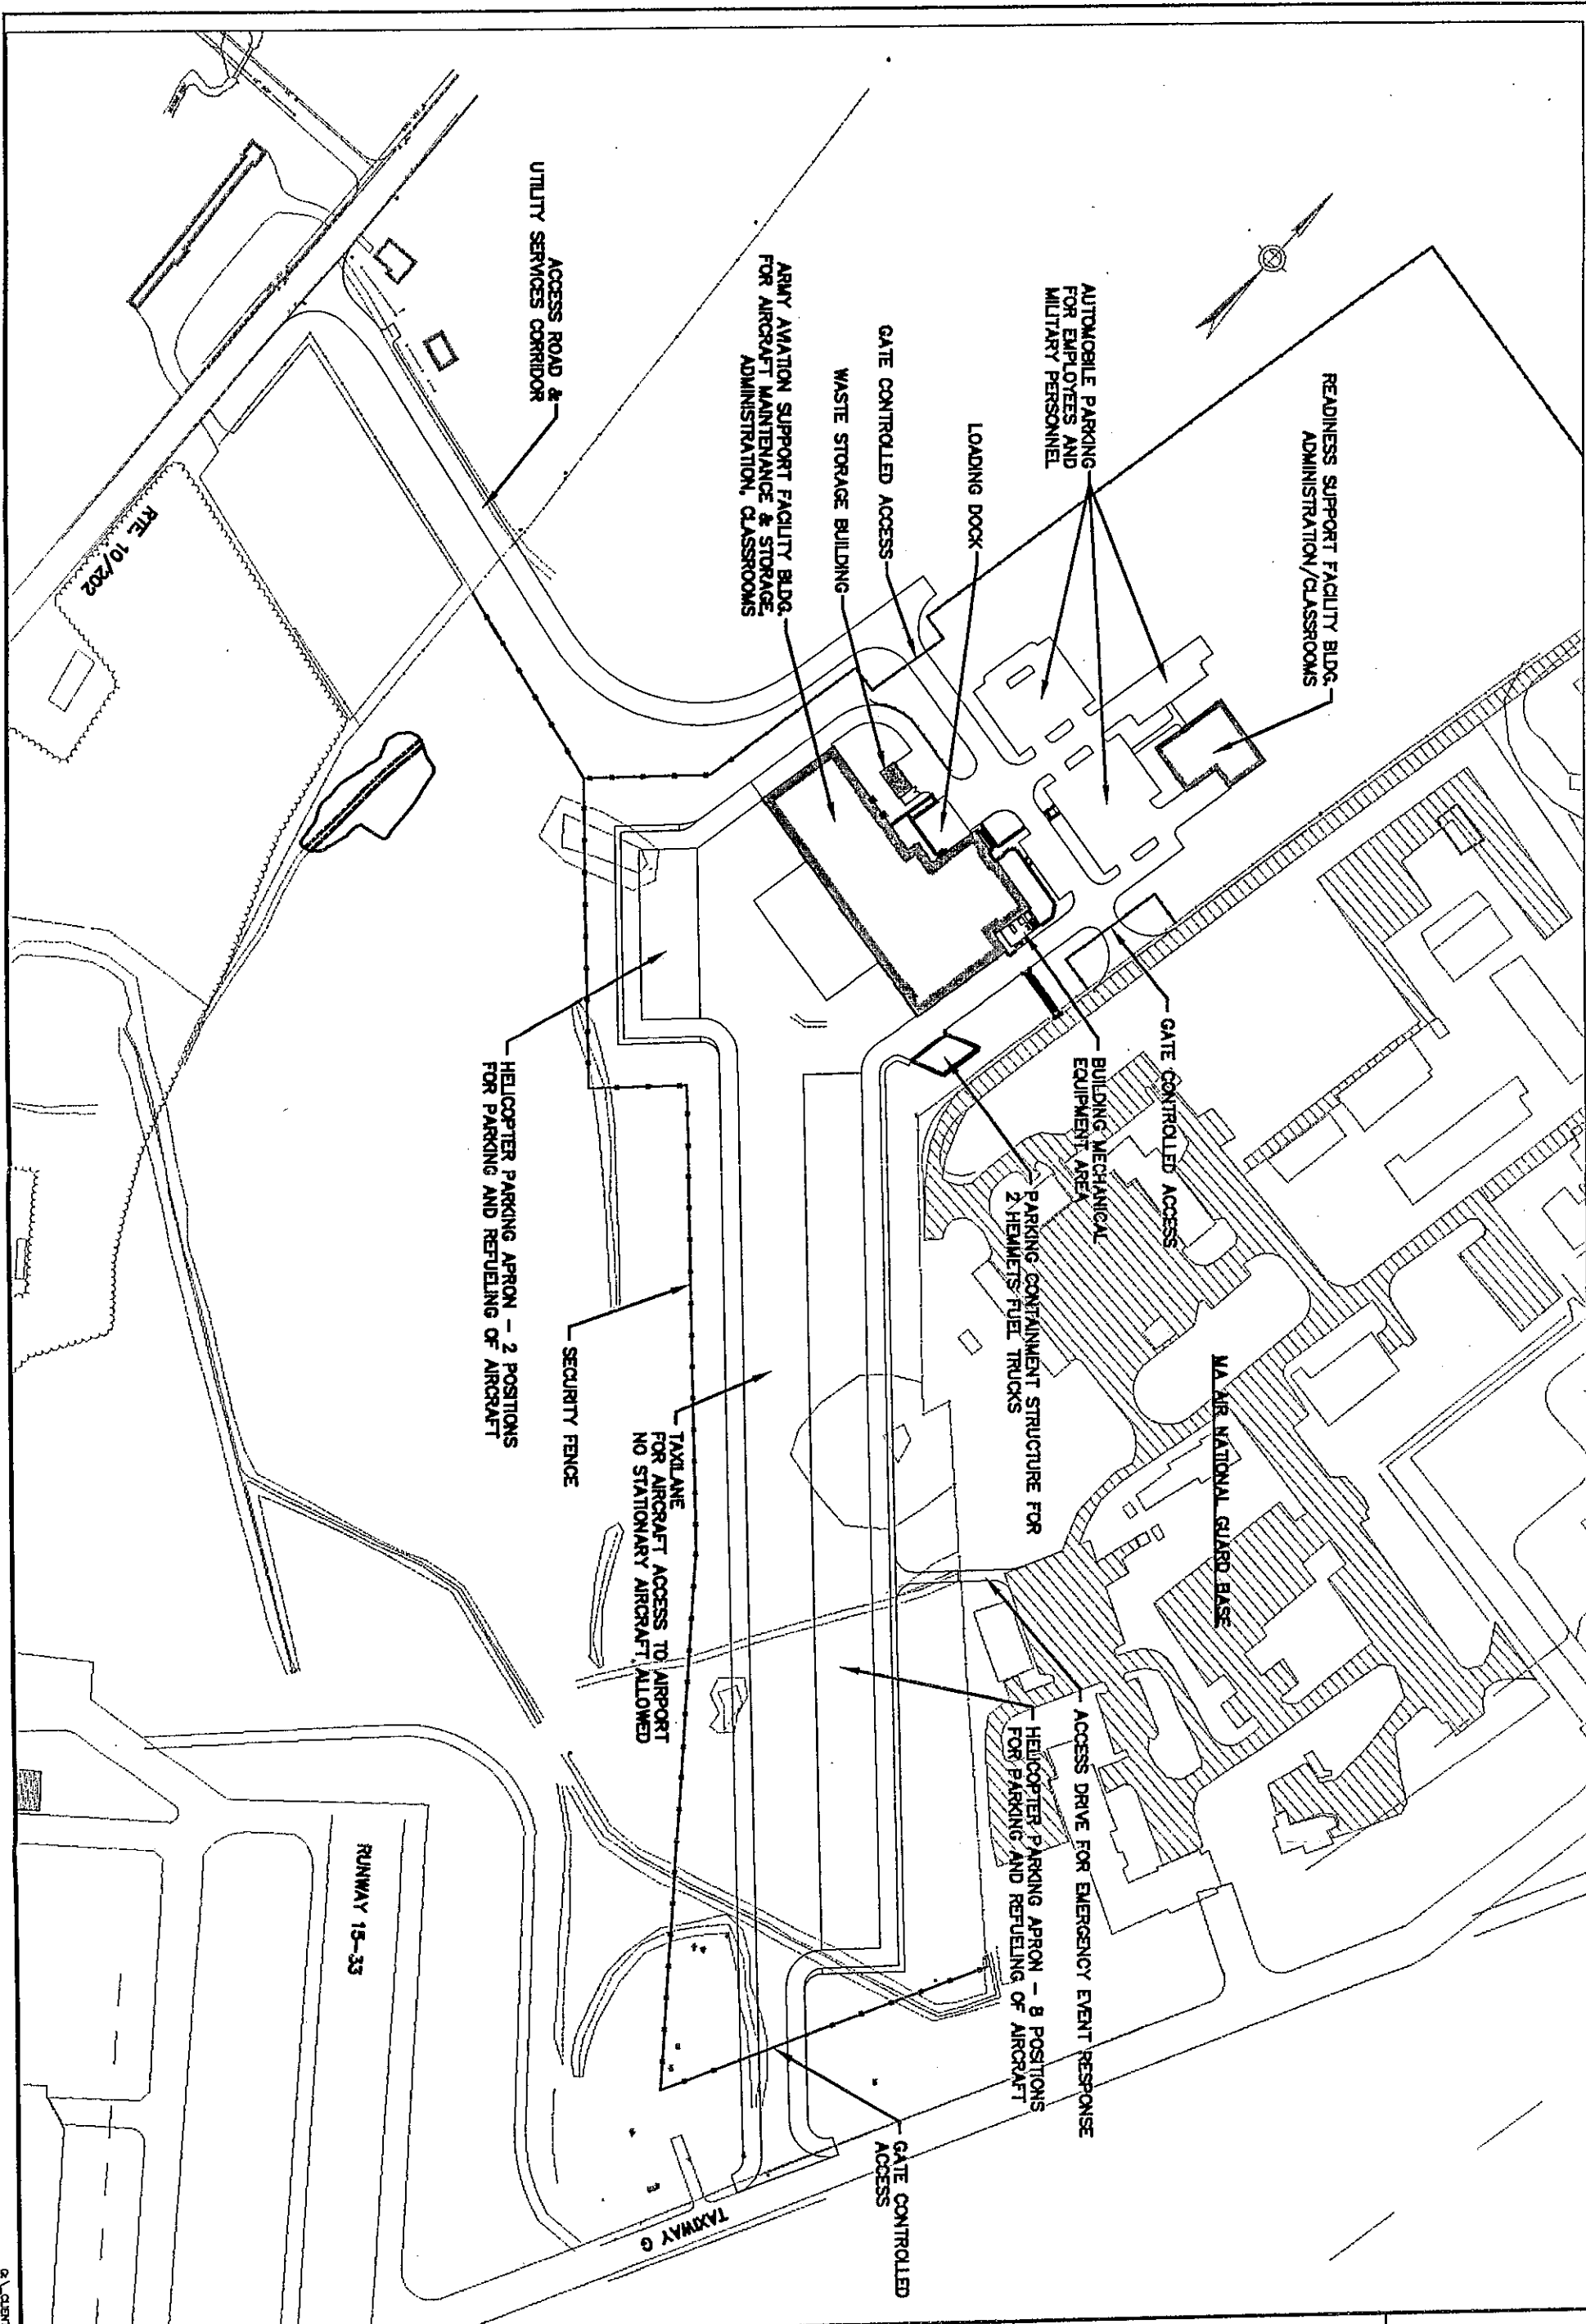 READINESS SUPPORT FACILITY BLDG.
ADMINISTRATION/CLASSROOMS
AUTOMOBILE PARKING
FOR EMPLOYEES AND
MILITARY PERSONNEL
LOADING DOCK
GATE CONTROLLED ACCESS
WASTE STORAGE BUILDING
ARMY AVIATION SUPPORT FACILITY BLDG.
FOR AIRCRAFT MAINTENANCE & STORAGE,
ADMINISTRATION, CLASSROOMS
ACCESS ROAD &
UTILITY SERVICES CORRIDOR
RTE. 10/202
GATE CONTROLLED ACCESS
BUILDING MECHANICAL
EQUIPMENT AREA
PARKING CONTAINMENT STRUCTURE FOR
2 HEMMETS FUEL TRUCKS
MA AIR NATIONAL GUARD BASE
HELICOPTER PARKING APRON - 2 POSITIONS
FOR PARKING AND REFUELING OF AIRCRAFT
SECURITY FENCE
TAXILANE
FOR AIRCRAFT ACCESS TO AIRPORT
NO STATIONARY AIRCRAFT ALLOWED
ACCESS DRIVE FOR EMERGENCY EVENT RESPONSE
HELICOPTER PARKING APRON - 8 POSITIONS
FOR PARKING AND REFUELING OF AIRCRAFT
GATE CONTROLLED
ACCESS
RUNWAY 15-33
TAXIWAY G